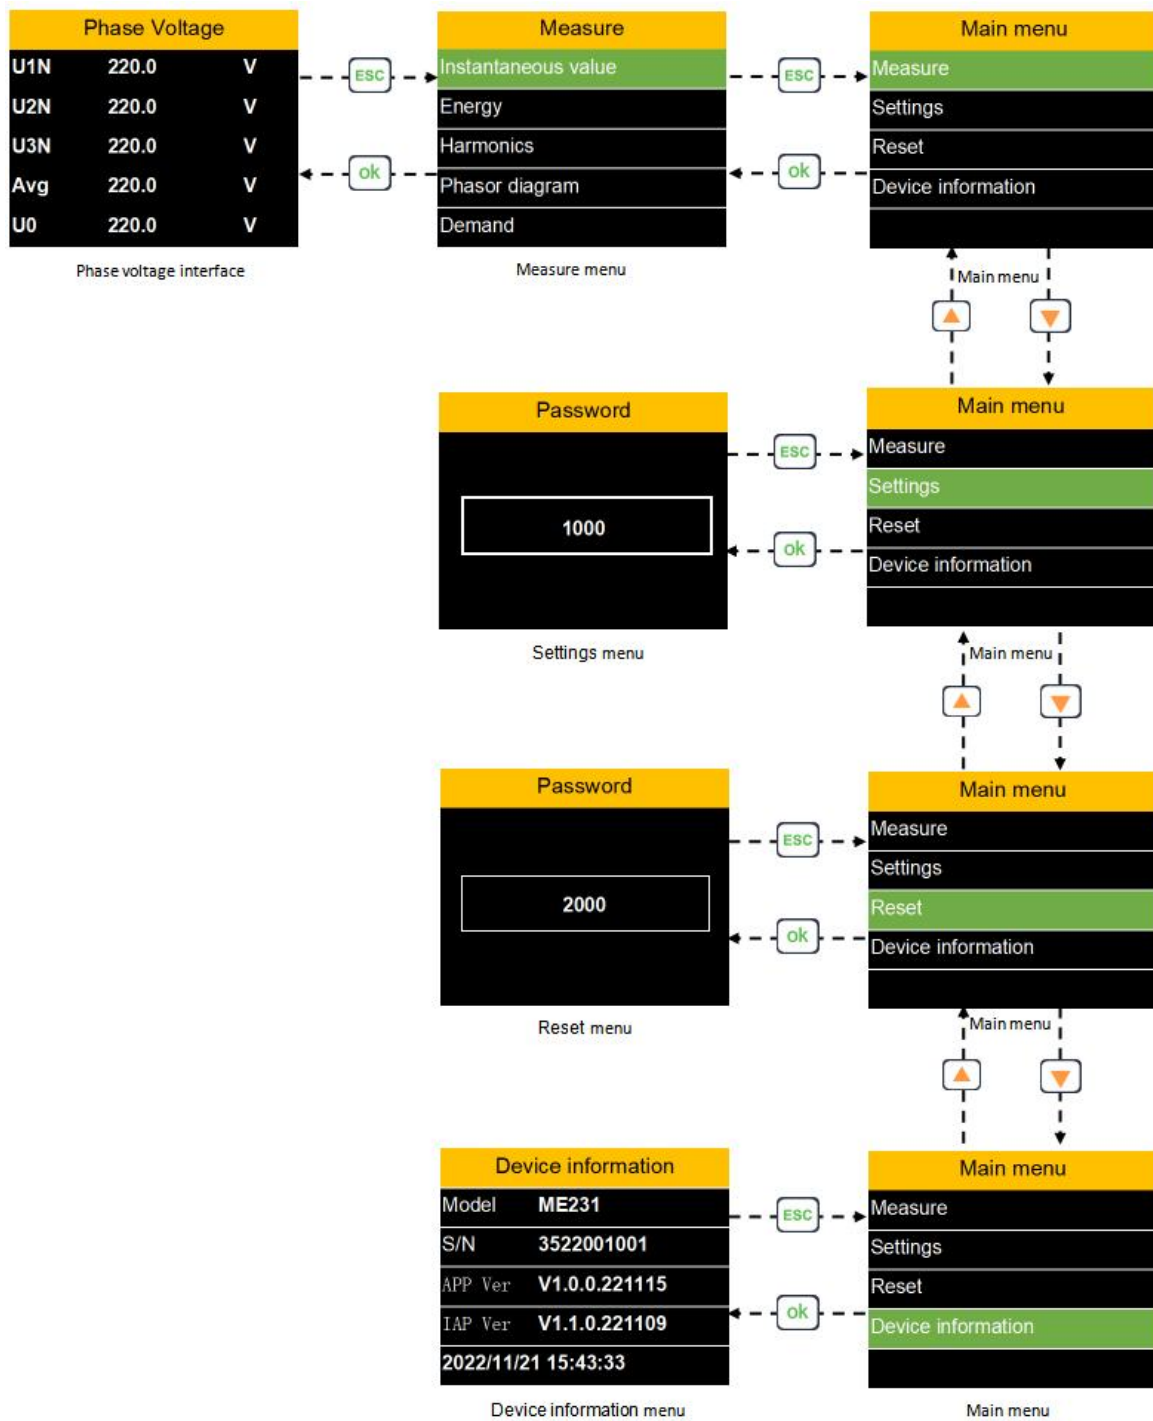 Phase Voltage
U1N 220.0 V
U2N 220.0 V
U3N 220.0 V
Avg 220.0 V
U0 220.0 V
Phase voltage interface
ESC
ok
Measure
Instantaneous value
Energy
Harmonics
Phasor diagram
Demand
Measure menu
ESC
ok
Main menu
Measure
Settings
Reset
Device information
Main menu
Password
1000
Settings menu
ESC
ok
Main menu
Measure
Settings
Reset
Device information
Main menu
Password
2000
Reset menu
ESC
ok
Main menu
Measure
Settings
Reset
Device information
Main menu
Device information
Model ME231
S/N 3522001001
APP Ver V1.0.0.221115
IAP Ver V1.1.0.221109
2022/11/21 15:43:33
Device information menu
ESC
ok
Main menu
Measure
Settings
Reset
Device information
Main menu